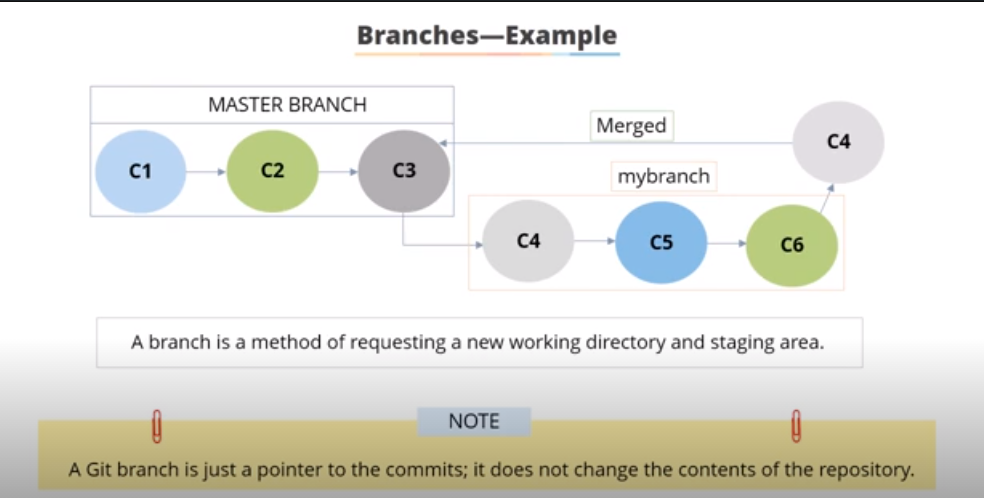 Branches—Example
MASTER BRANCH
C1
C2
C3
Merged
C4
mybranch
C4
C5
C6
A branch is a method of requesting a new working directory and staging area.
NOTE
A Git branch is just a pointer to the commits; it does not change the contents of the repository.